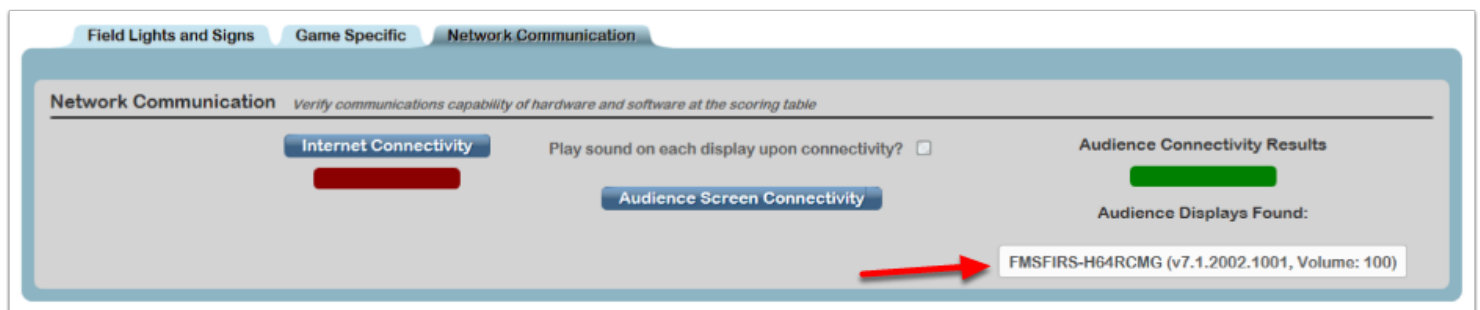 Field Lights and Signs Game Specific Network Communication
Network Communication Verify communications capability of hardware and software at the scoring table
Internet Connectivity
Play sound on each display upon connectivity?
Audience Screen Connectivity
Audience Connectivity Results
Audience Displays Found:
FMSFIRS-H64RCMG (v7.1.2002.1001, Volume: 100)